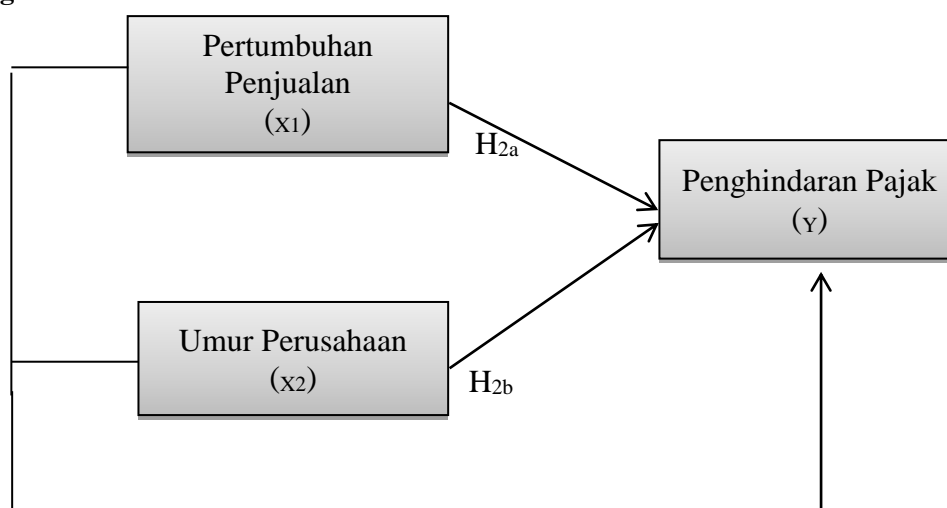 Pertumbuhan
Penjualan
(X1)
H2a
Penghindaran Pajak
(Y)
Umur Perusahaan
(X2)
H2b